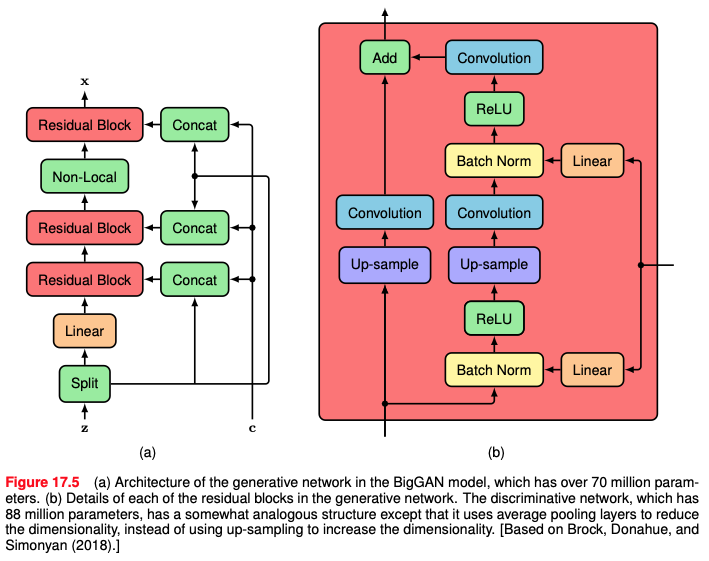 x
Residual Block
Concat
Non-Local
Residual Block
Concat
Residual Block
Concat
Linear
Split
z
c
(a)
Add
Convolution
ReLU
Batch Norm
Linear
Convolution
Convolution
Up-sample
Up-sample
ReLU
Batch Norm
Linear
(b)
Figure 17.5 (a) Architecture of the generative network in the BigGAN model, which has over 70 million param-
eters. (b) Details of each of the residual blocks in the generative network. The discriminative network, which has
88 million parameters, has a somewhat analogous structure except that it uses average pooling layers to reduce
the dimensionality, instead of using up-sampling to increase the dimensionality. [Based on Brock, Donahue, and
Simonyan (2018).]